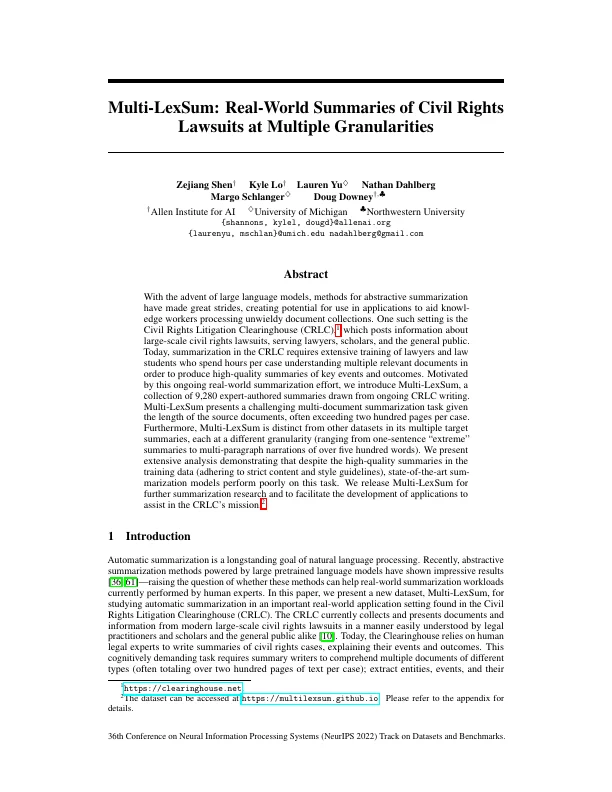 Multi-LexSum: Real-World Summaries of Civil Rights
Lawsuits at Multiple Granularities
Zejiang Shen† Kyle Lo† Lauren Yu♢ Nathan Dahlberg
Margo Schlanger♢ Doug Downey†,♣
†Allen Institute for AI ♢University of Michigan ♣Northwestern University
{shannons, kylel, dougd}@allenai.org
{laurenyu, mschlan}@umich.edu nadahlberg@gmail.com
Abstract
With the advent of large language models, methods for abstractive summarization
have made great strides, creating potential for use in applications to aid knowl-
edge workers processing unwieldy document collections. One such setting is the
Civil Rights Litigation Clearinghouse (CRLC),1 which posts information about
large-scale civil rights lawsuits, serving lawyers, scholars, and the general public.
Today, summarization in the CRLC requires extensive training of lawyers and law
students who spend hours per case understanding multiple relevant documents in
order to produce high-quality summaries of key events and outcomes. Motivated
by this ongoing real-world summarization effort, we introduce Multi-LexSum, a
collection of 9,280 expert-authored summaries drawn from ongoing CRLC writing.
Multi-LexSum presents a challenging multi-document summarization task given
the length of the source documents, often exceeding two hundred pages per case.
Furthermore, Multi-LexSum is distinct from other datasets in its multiple target
summaries, each at a different granularity (ranging from one-sentence “extreme”
summaries to multi-paragraph narrations of over five hundred words). We present
extensive analysis demonstrating that despite the high-quality summaries in the
training data (adhering to strict content and style guidelines), state-of-the-art sum-
marization models perform poorly on this task. We release Multi-LexSum for
further summarization research and to facilitate the development of applications to
assist in the CRLC’s mission.2
1 Introduction
Automatic summarization is a longstanding goal of natural language processing. Recently, abstractive
summarization methods powered by large pretrained language models have shown impressive results
[36, 61]—raising the question of whether these methods can help real-world summarization workloads
currently performed by human experts. In this paper, we present a new dataset, Multi-LexSum, for
studying automatic summarization in an important real-world application setting found in the Civil
Rights Litigation Clearinghouse (CRLC). The CRLC currently collects and presents documents and
information from modern large-scale civil rights lawsuits in a manner easily understood by legal
practitioners and scholars and the general public alike [10]. Today, the Clearinghouse relies on human
legal experts to write summaries of civil rights cases, explaining their events and outcomes. This
cognitively demanding task requires summary writers to comprehend multiple documents of different
types (often totaling over two hundred pages of text per case); extract entities, events, and their
1https://clearinghouse.net
2The dataset can be accessed at https://multilexsum.github.io. Please refer to the appendix for
details.
36th Conference on Neural Information Processing Systems (NeurIPS 2022) Track on Datasets and Benchmarks.